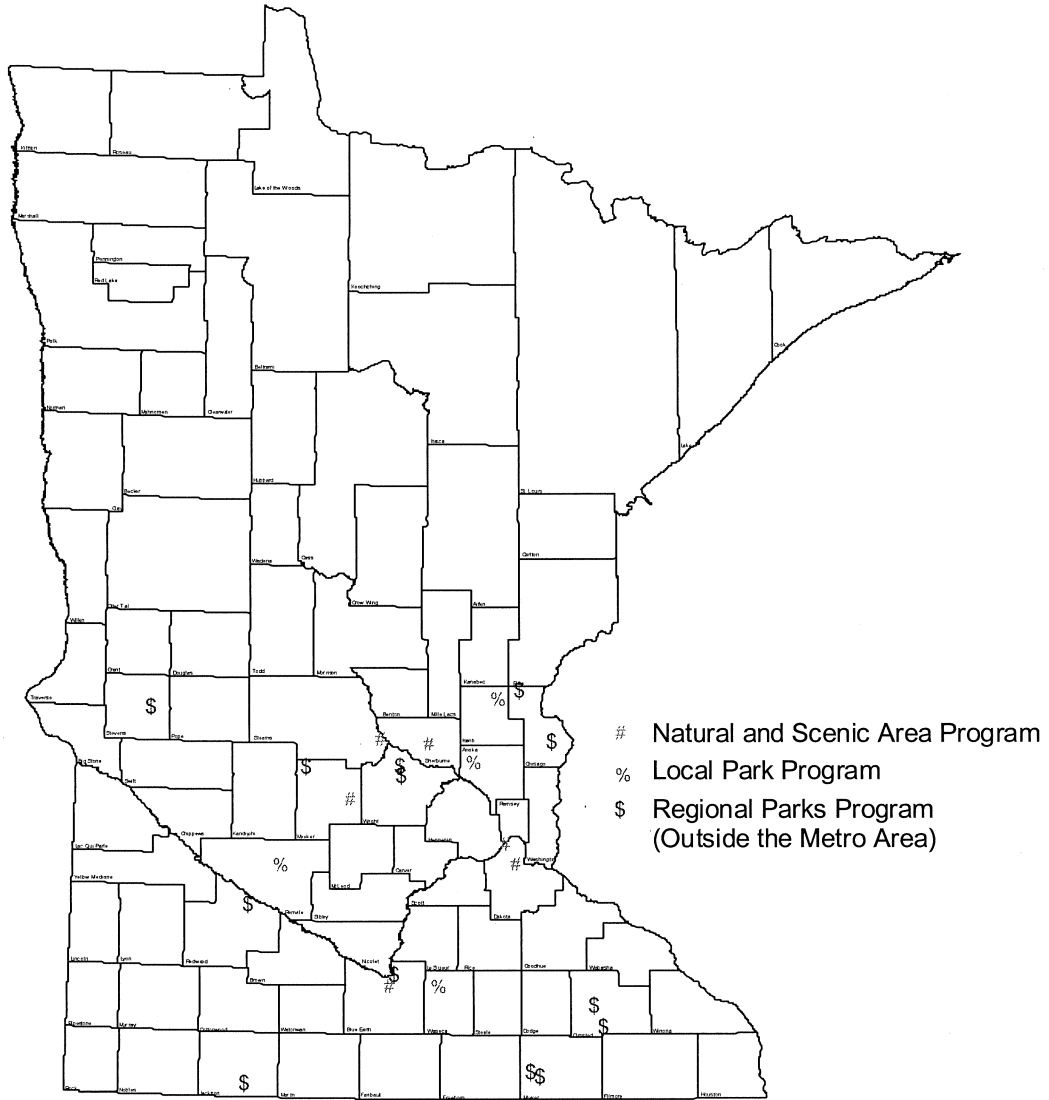 Kittson
Roseau
Lake of the Woods
Marshall
Pennington
Red Lake
Koochiching
Polk
Cook
Beltrami
Norman
Mahnomen
Clearwater
Itasca
Lake
Hubbard
Becker
St. Louis
Clay
Wadena
Cass
Carlton
Otter Tail
Crow Wing
Aitkin
Wilkin
Grant
Douglas
Todd
Morrison
Kanabec
Pine
Traverse
%
$
$
Benton
Mille Lacs
Stevens
Pope
Stearns
#
#
Isanti
$
# Natural and Scenic Area Program
Anoka
Big Stone
$
$
$
Sherburne
%
Chisago
% Local Park Program
Swift
#
Ramsey
$ Regional Parks Program
(Outside the Metro Area)
Chippewa
Kandiyohi
Meeker
Wright
Hennepin
Lac Qui Parle
%
#
#
Washington
Yellow Medicine
McLeod
Carver
$
Renville
Sibley
Scott
Dakota
Lincoln
Lyon
Redwood
Nicollet
Le Sueur
Rice
Goodhue
Wabasha
Brown
$
#
%
$
Pipestone
Murray
Cottonwood
Watonwan
Blue Earth
Waseca
Steele
Dodge
Olmsted
$
Winona
$
$$
Rock
Nobles
Jackson
Martin
Faribault
Freeborn
Mower
Fillmore
Houston